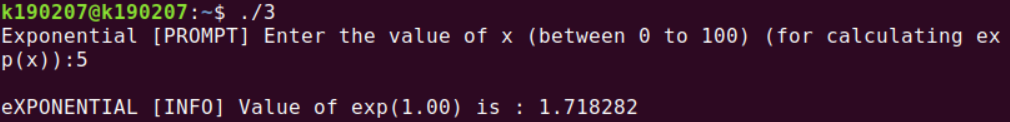 k190207@k190207:~$ ./3
Exponential [PROMPT] Enter the value of x (between 0 to 100) (for calculating ex
p(x)):5
eXPONENTIAL [INFO] Value of exp(1.00) is : 1.718282